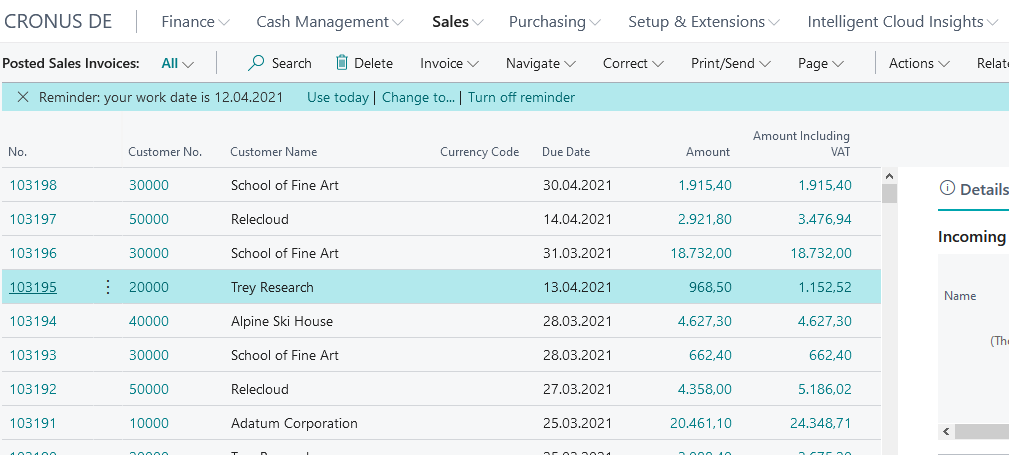 CRONUS DE Finance Cash Management Sales Purchasing Setup & Extensions Intelligent Cloud Insights
Posted Sales Invoices: All Search Delete Invoice Navigate Correct Print/Send Page Actions Relate
Reminder: your work date is 12.04.2021 Use today | Change to... | Turn off reminder
Amount Including
No. Customer No. Customer Name Currency Code Due Date Amount VAT
103198 30000 School of Fine Art 30.04.2021 1.915,40 1.915,40
Details
103197 50000 Relecloud 14.04.2021 2.921,80 3.476,94
Incoming
103196 30000 School of Fine Art 31.03.2021 18.732,00 18.732,00
103195 20000 Trey Research 13.04.2021 968,50 1.152,52
Name
103194 40000 Alpine Ski House 28.03.2021 4.627,30 4.627,30
(The
103193 30000 School of Fine Art 28.03.2021 662,40 662,40
103192 50000 Relecloud 27.03.2021 4.358,00 5.186,02
103191 10000 Adatum Corporation 25.03.2021 20.461,10 24.348,71